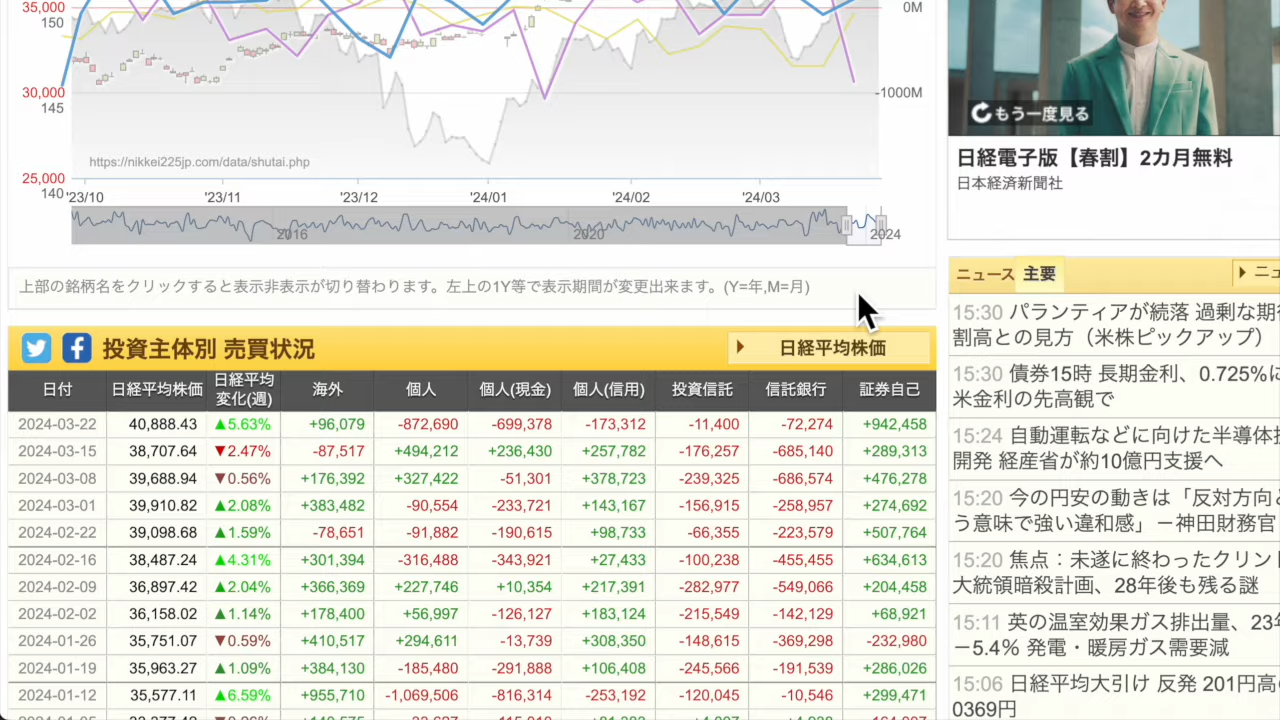 35,000
150
0M
30,000
145
-1000M
https://nikkei225jp.com/data/shutai.php
25,000
140
'23/10 '23/11 '23/12 '24/01 '24/02 '24/03
2016 2020 2024
上部の銘柄名をクリックすると表示非表示が切り替わります。左上の1Y等で表示期間が変更出来ます。(Y=年,M=月)
投資主体別 売買状況
日経平均株価
日付 日経平均株価 日経平均変化(週) 海外 個人 個人(現金) 個人(信用) 投資信託 信託銀行 証券自己
2024-03-22 40,888.43 ▲5.63% +96,079 -872,690 -699,378 -173,312 -11,400 -72,274 +942,458
2024-03-15 38,707.64 ▼2.47% -87,517 +494,212 +236,430 +257,782 -176,257 -685,140 +289,313
2024-03-08 39,688.94 ▼0.56% +176,392 +327,422 -51,301 +378,723 -239,325 -686,574 +476,278
2024-03-01 39,910.82 ▲2.08% +383,482 -90,554 -233,721 +143,167 -156,915 -258,957 +274,692
2024-02-22 39,098.68 ▲1.59% -78,651 -91,882 -190,615 +98,733 -66,355 -223,579 +507,764
2024-02-16 38,487.24 ▲4.31% +301,394 -316,488 -343,921 +27,433 -100,238 -455,455 +634,613
2024-02-09 36,897.42 ▲2.04% +366,369 +227,746 +10,354 +217,391 -282,977 -549,066 +204,458
2024-02-02 36,158.02 ▲1.14% +178,400 +56,997 -126,127 +183,124 -215,549 -142,129 +68,921
2024-01-26 35,751.07 ▼0.59% +410,517 +294,611 -13,739 +308,350 -148,615 -369,298 -232,980
2024-01-19 35,963.27 ▲1.09% +384,130 -185,480 -291,888 +106,408 -245,566 -191,539 +286,026
2024-01-12 35,577.11 ▲6.59% +955,710 -1,069,506 -816,314 -253,192 -120,045 -10,546 +299,471
もう一度見る
日経電子版【春割】2カ月無料
日本経済新聞社
ニュース 主要
ニュ
15:30 パランティアが続落 過剰な期待
割高との見方（米株ピックアップ）
15:30 債券15時 長期金利、0.725%に
米金利の先高観で
15:24 自動運転などに向けた半導体技
開発 経産省が約10億円支援へ
15:20 今の円安の動きは「反対方向と
う意味で強い違和感」－神田財務官
15:20 焦点：未遂に終わったクリント
大統領暗殺計画、28年後も残る謎
15:11 英の温室効果ガス排出量、23年
－5.4% 発電・暖房ガス需要減
15:06 日経平均大引け 反発 201円高の
0369円